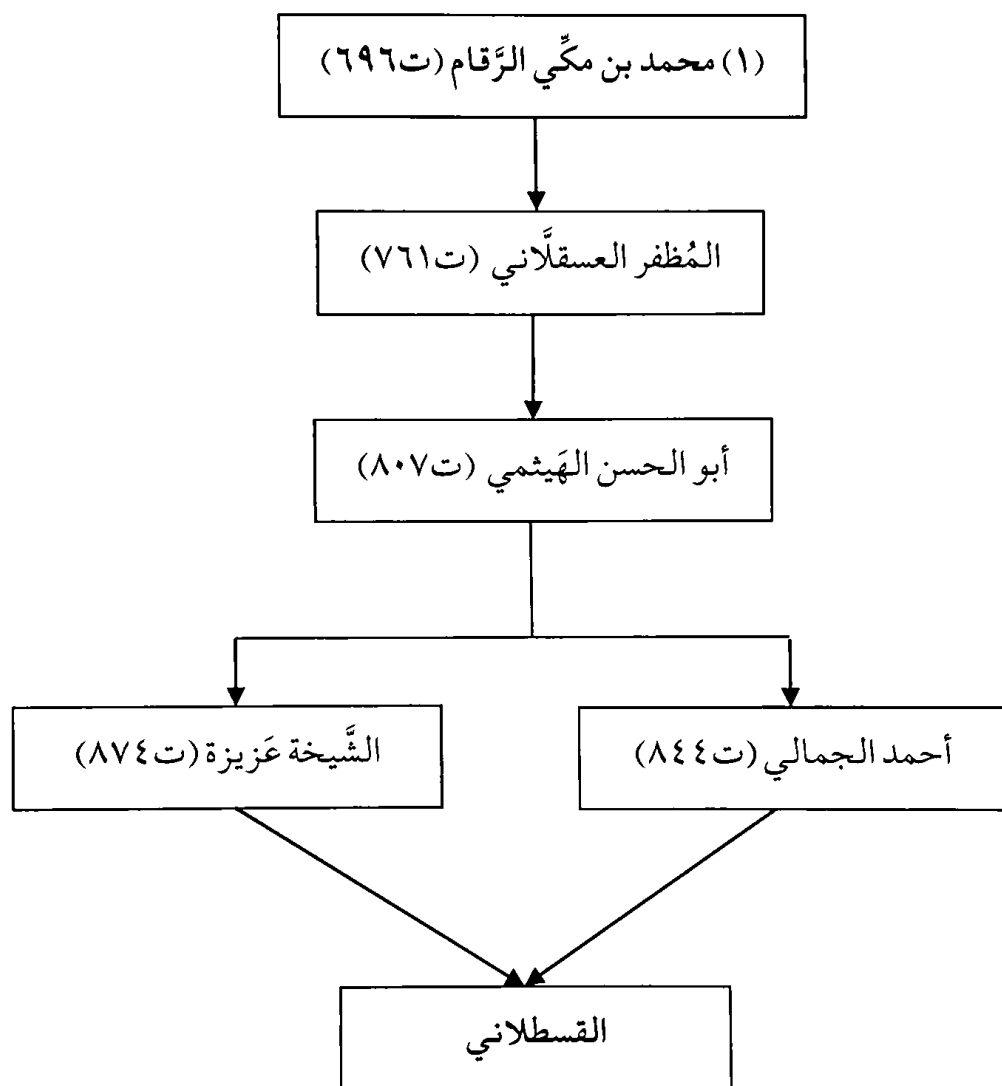 (١) محمد بن مكِّي الرَّقام (ت٦٩٦)
المُظفر العسقلَّاني (ت٧٦١)
أبو الحسن الهَيثمي (ت٨٠٧)
أحمد الجمالي (ت٨٤٤)
الشَّيخة عَزيزة (ت٨٧٤)
القسطلاني